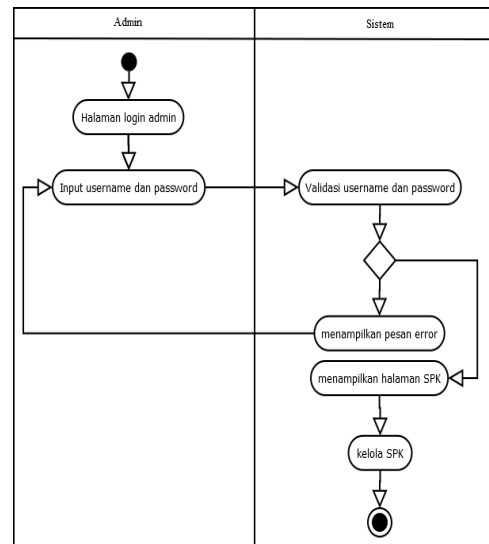 Admin
Sistem
Halaman login admin
Input username dan password
Validasi username dan password
menampilkan pesan error
menampilkan halaman SPK
kelola SPK